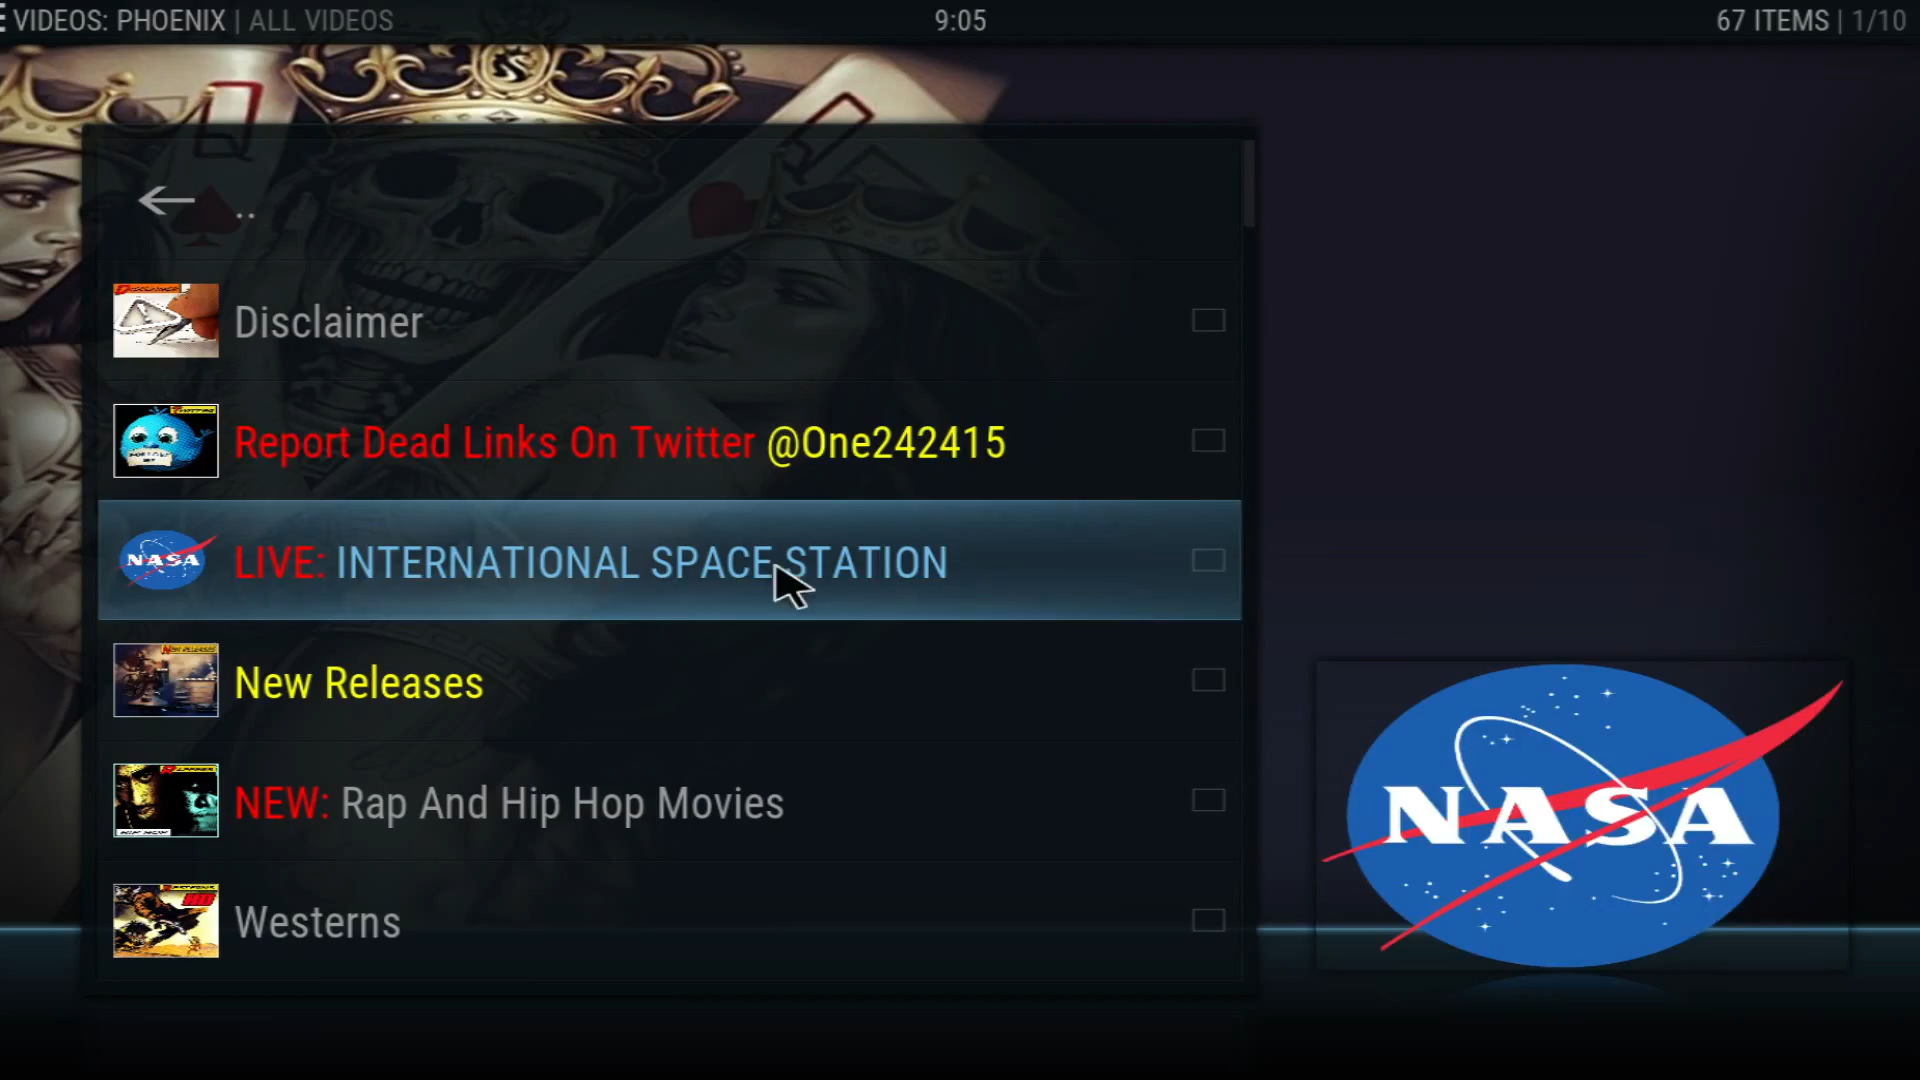 VIDEOS: PHOENIX | ALL VIDEOS
9:05
67 ITEMS | 1/10
..
Disclaimer
Report Dead Links On Twitter @One242415
NASA
LIVE: INTERNATIONAL SPACE STATION
New Releases
NEW: Rap And Hip Hop Movies
HD
Westerns
NASA